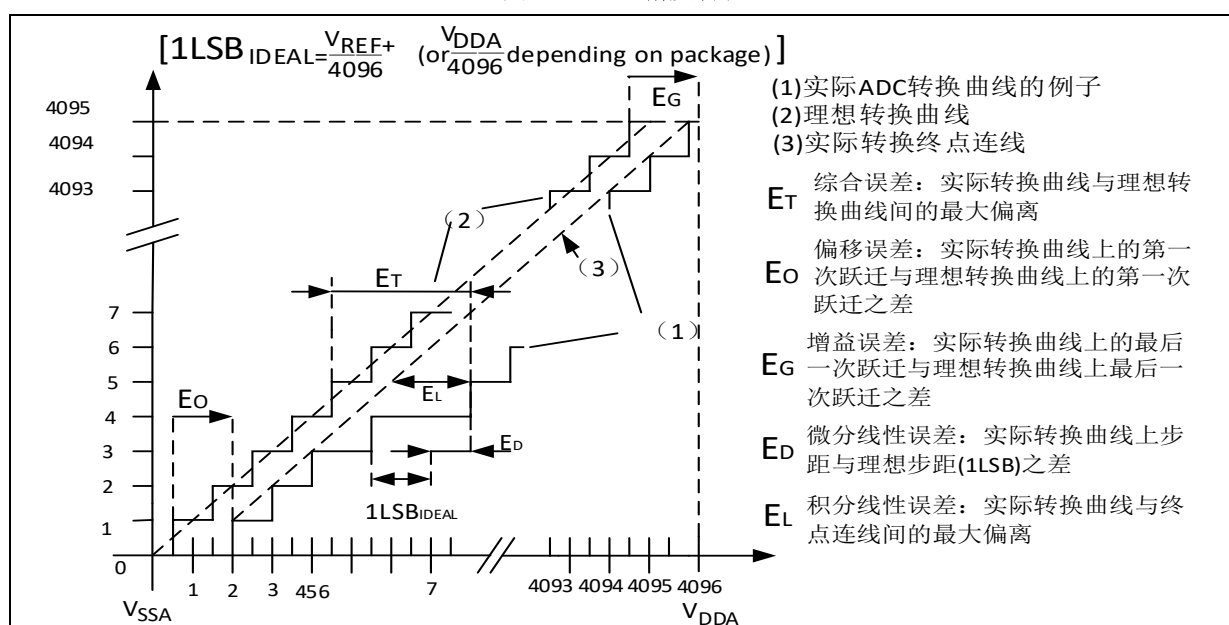 [1LSB IDEAL=VREF+/4096 (or VDDA/4096 depending on package)]
EG
4095
4094
4093
(2)
(3)
ET
(1)
7
6
5
4
3
2
1
0
EO
EL
ED
1LSBIDEAL
1
2
3
456
7
4093
4094
4095
4096
VSSA
VDDA
(1)实际ADC转换曲线的例子
(2)理想转换曲线
(3)实际转换终点连线
ET 综合误差：实际转换曲线与理想转
换曲线间的最大偏离
EO 偏移误差：实际转换曲线上的第一
次跃迁与理想转换曲线上的第一次
跃迁之差
EG 增益误差：实际转换曲线上的最后
一次跃迁与理想转换曲线上最后一
次跃迁之差
ED 微分线性误差：实际转换曲线上步
距与理想步距(1LSB)之差
EL 积分线性误差：实际转换曲线与终
点连线间的最大偏离